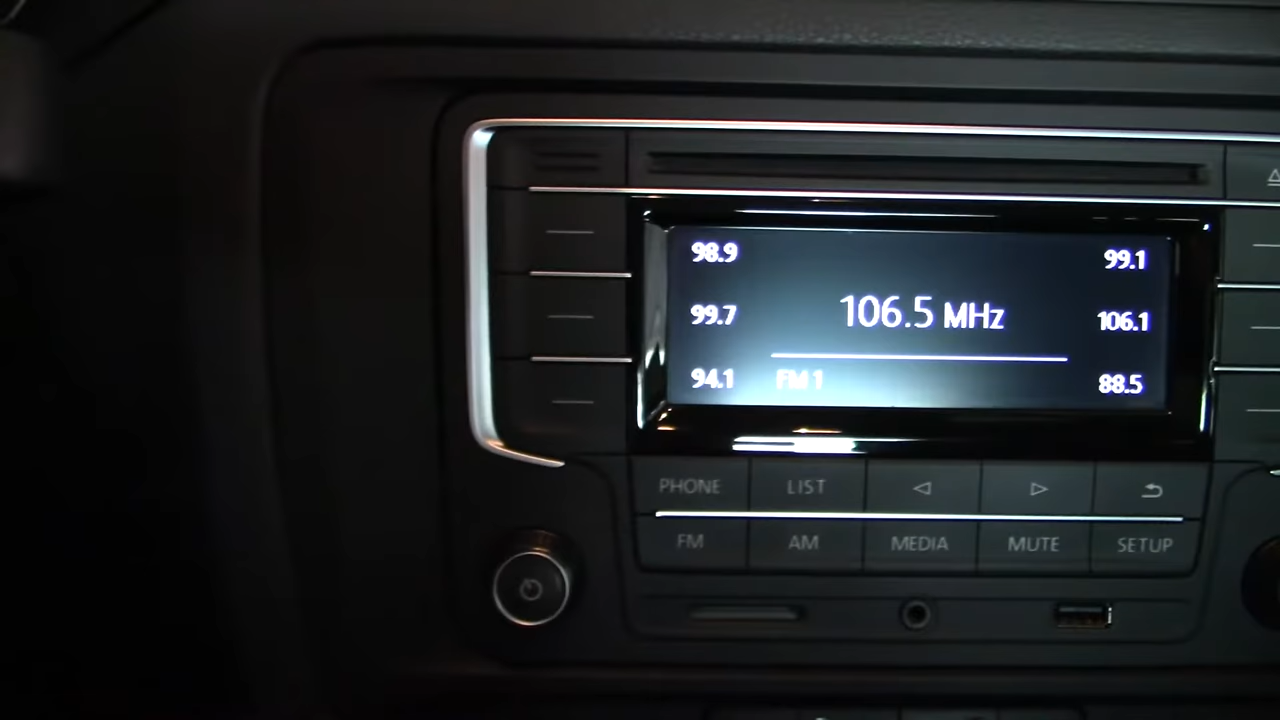 98.9
99.1
106.5 MHz
99.7
106.1
94.1
FM 1
88.5
PHONE
LIST
FM
AM
MEDIA
MUTE
SETUP